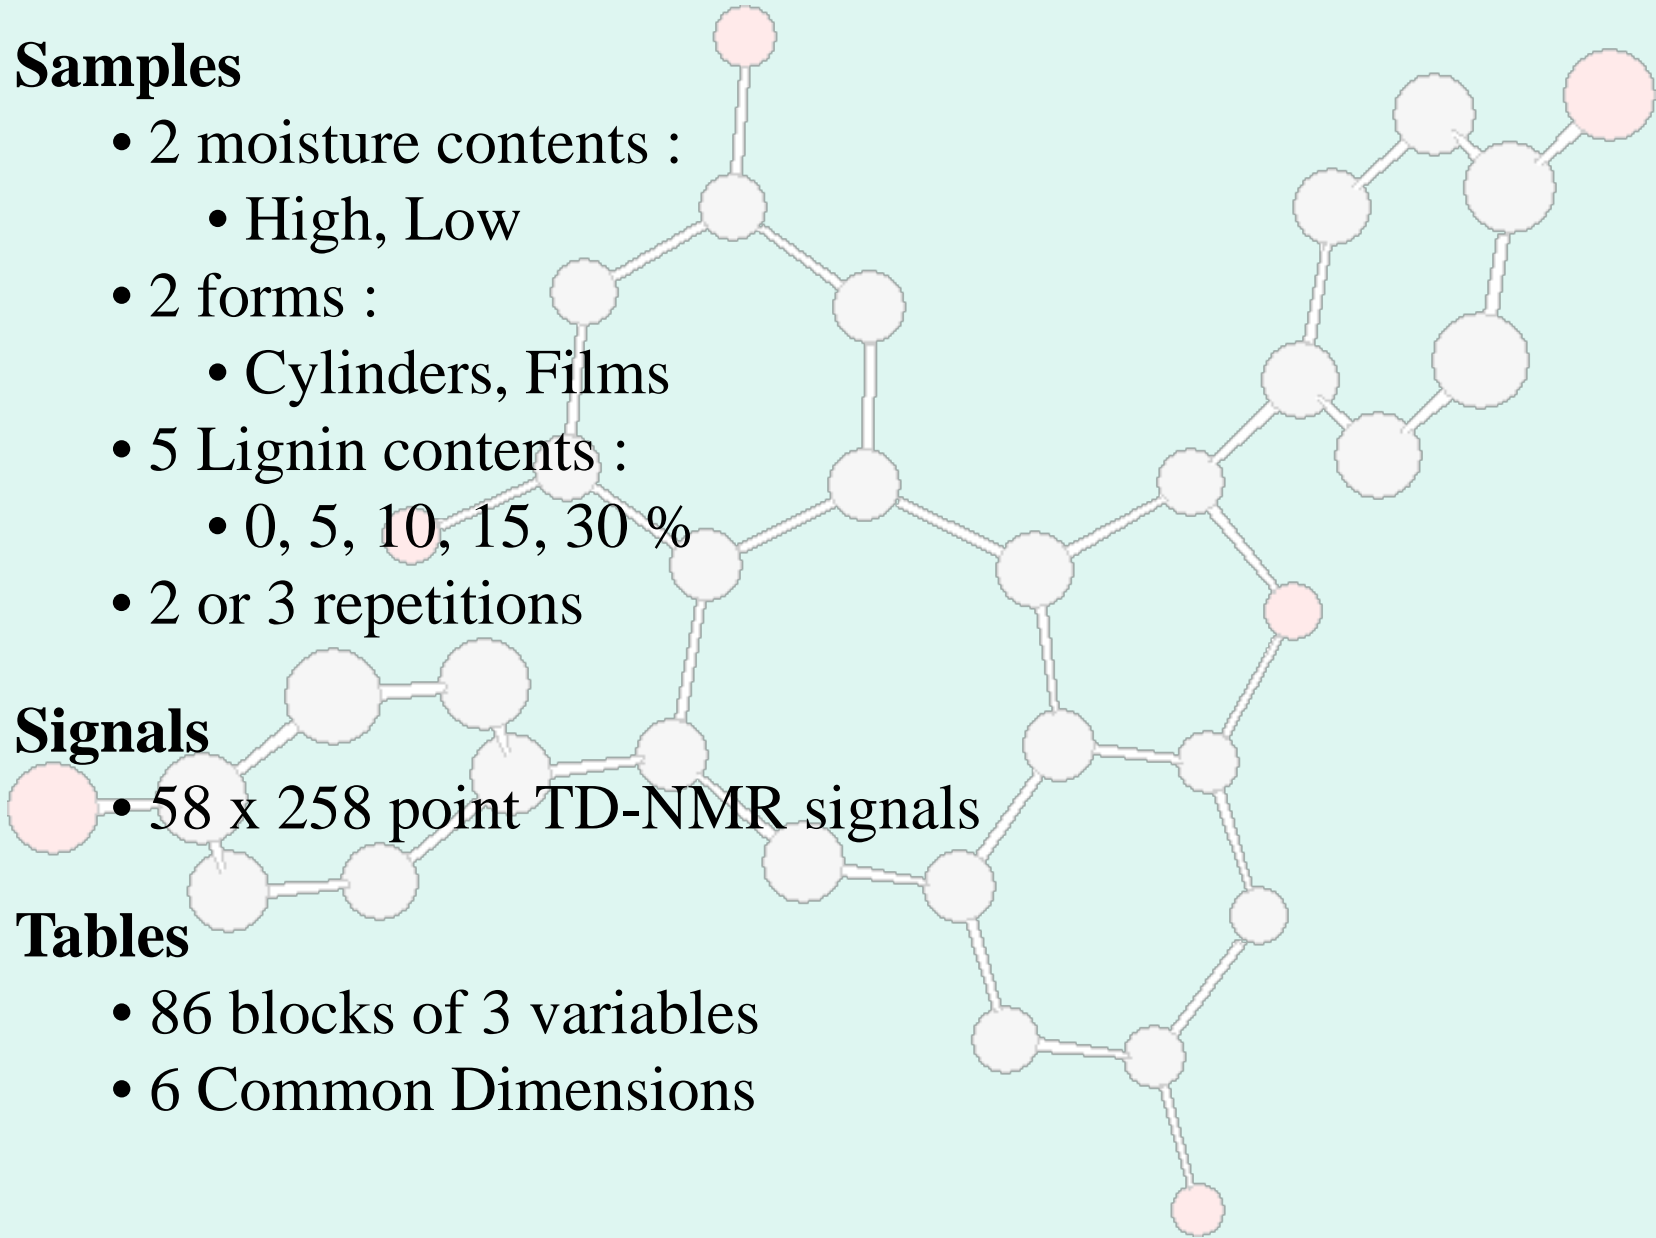 Samples
• 2 moisture contents :
• High, Low
• 2 forms :
• Cylinders, Films
• 5 Lignin contents :
• 0, 5, 10, 15, 30 %
• 2 or 3 repetitions
Signals
• 58 x 258 point TD-NMR signals
Tables
• 86 blocks of 3 variables
• 6 Common Dimensions